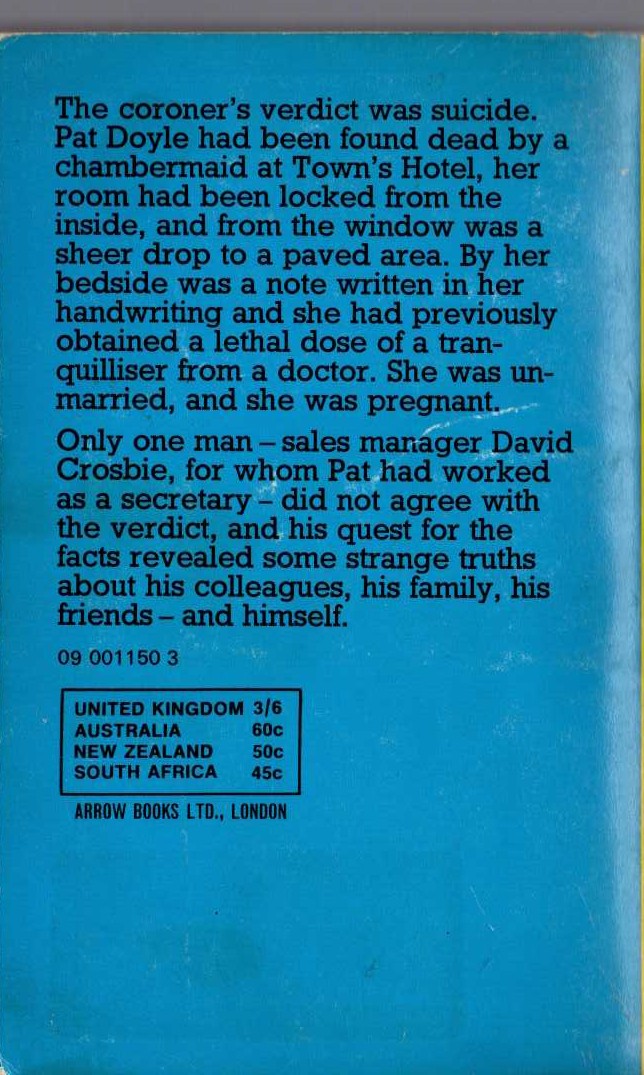 The coroner's verdict was suicide.
Pat Doyle had been found dead by a
chambermaid at Town's Hotel, her
room had been locked from the
inside, and from the window was a
sheer drop to a paved area. By her
bedside was a note written in her
handwriting and she had previously
obtained a lethal dose of a tran-
quilliser from a doctor. She was un-
married, and she was pregnant.
Only one man – sales manager David
Crosbie, for whom Pat had worked
as a secretary – did not agree with
the verdict, and his quest for the
facts revealed some strange truths
about his colleagues, his family, his
friends – and himself.
09 001150 3
UNITED KINGDOM 3/6
AUSTRALIA 60c
NEW ZEALAND 50c
SOUTH AFRICA 45c
ARROW BOOKS LTD., LONDON